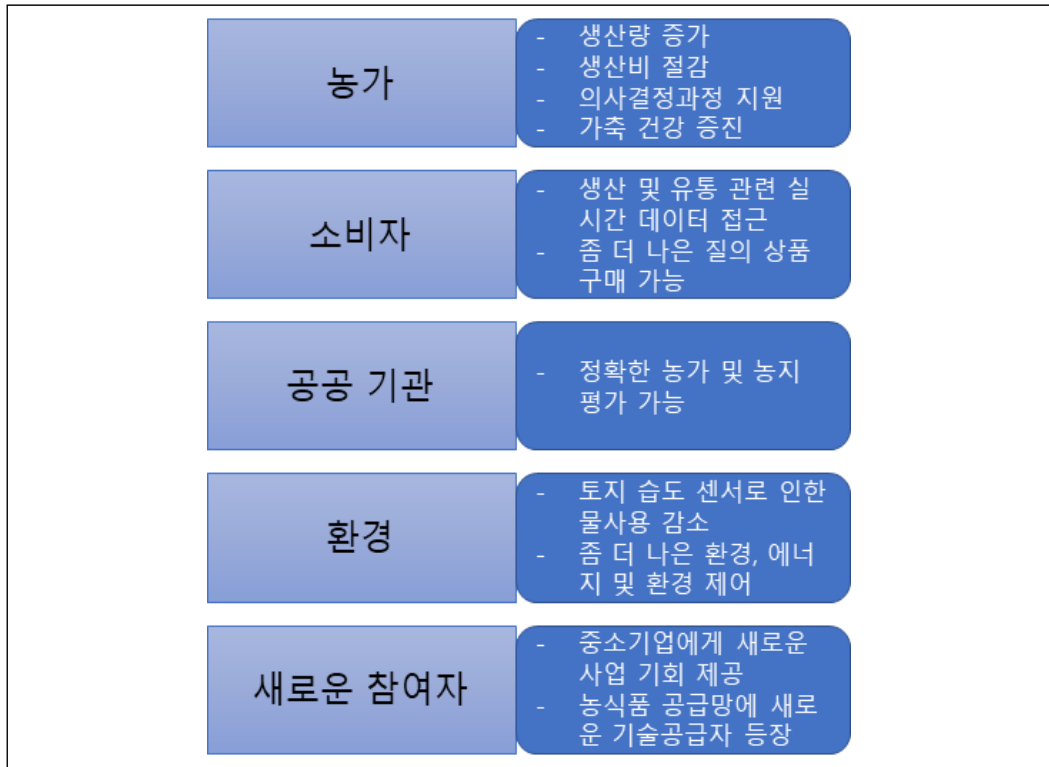 농가
- 생산량 증가
- 생산비 절감
- 의사결정과정 지원
- 가축 건강 증진
소비자
- 생산 및 유통 관련 실
시간 데이터 접근
- 좀 더 나은 질의 상품
구매 가능
공공 기관
- 정확한 농가 및 농지
평가 가능
환경
- 토지 습도 센서로 인한
물사용 감소
- 좀 더 나은 환경, 에너
지 및 환경 제어
새로운 참여자
- 중소기업에게 새로운
사업 기회 제공
- 농식품 공급망에 새로
운 기술공급자 등장